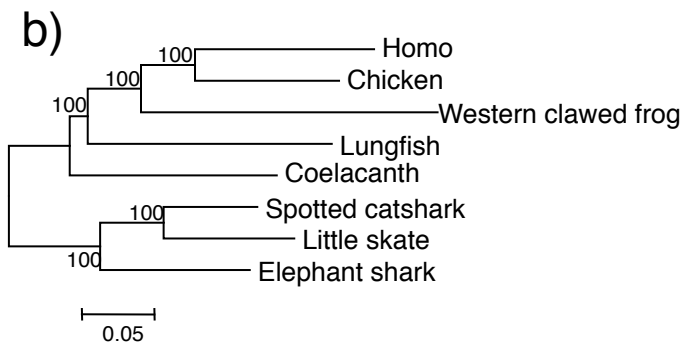 b)
Homo
100
Chicken
100
Western clawed frog
100
Lungfish
Coelacanth
Spotted catshark
100
Little skate
100
Elephant shark
0.05